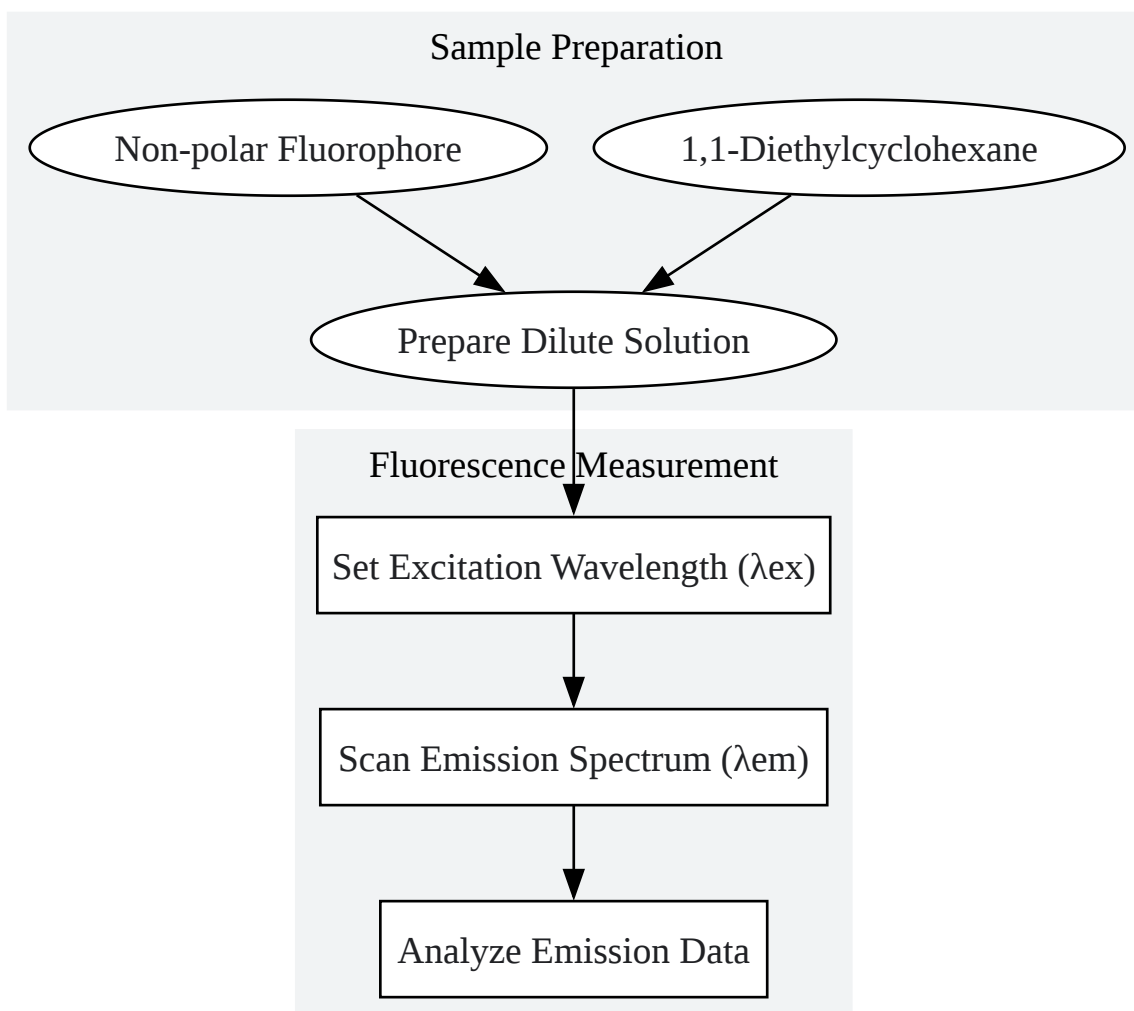 Sample Preparation
Non-polar Fluorophore
1,1-Diethylcyclohexane
Prepare Dilute Solution
Fluorescence Measurement
Set Excitation Wavelength (λex)
Scan Emission Spectrum (λem)
Analyze Emission Data